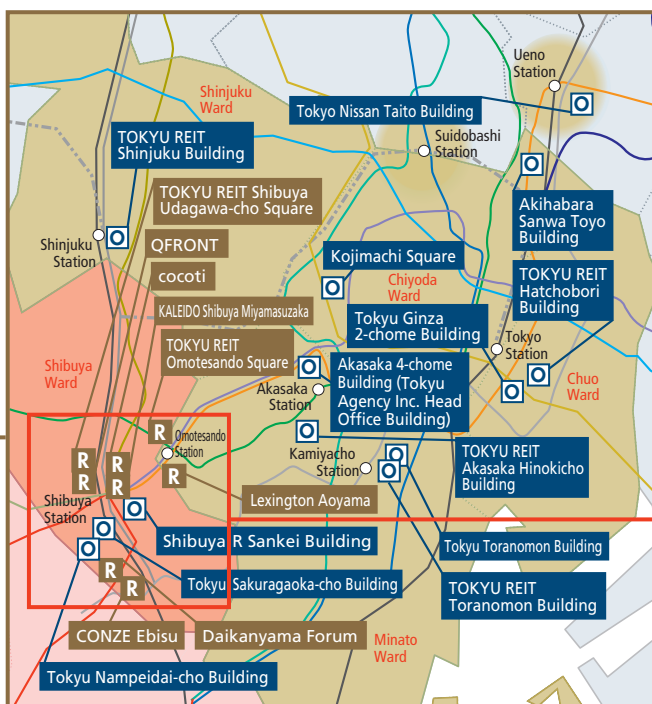 Ueno
Station
Shinjuku
Ward
Tokyo Nissan Taito Building
TOKYU REIT
Shinjuku Building
Suidobashi
Station
TOKYU REIT Shibuya
Udagawa-cho Square
Akihabara
Sanwa Toyo
Building
Shinjuku
Station
QFRONT
Kojimachi Square
cocoti
Chiyoda
Ward
TOKYU REIT
Hatchobori
Building
KALEIDO Shibuya Miyamasuzaka
Tokyu Ginza
2-chome Building
TOKYU REIT
Omotesando Square
Tokyo
Station
Shibuya
Ward
Akasaka 4-chome
Building (Tokyu
Agency Inc. Head
Office Building)
Akasaka
Station
Chuo
Ward
Omotesando
Station
TOKYU REIT
Akasaka Hinokicho
Building
Kamiyacho
Station
Lexington Aoyama
Shibuya
Station
Shibuya R Sankei Building
Tokyu Toranomon Building
Tokyu Sakuragaoka-cho Building
TOKYU REIT
Toranomon Building
CONZE Ebisu
Daikanyama Forum
Minato
Ward
Tokyu Nampeidai-cho Building
O
O
O
O
O
O
O
O
O
O
O
O
O
R
R
R
R
R
R
R
R